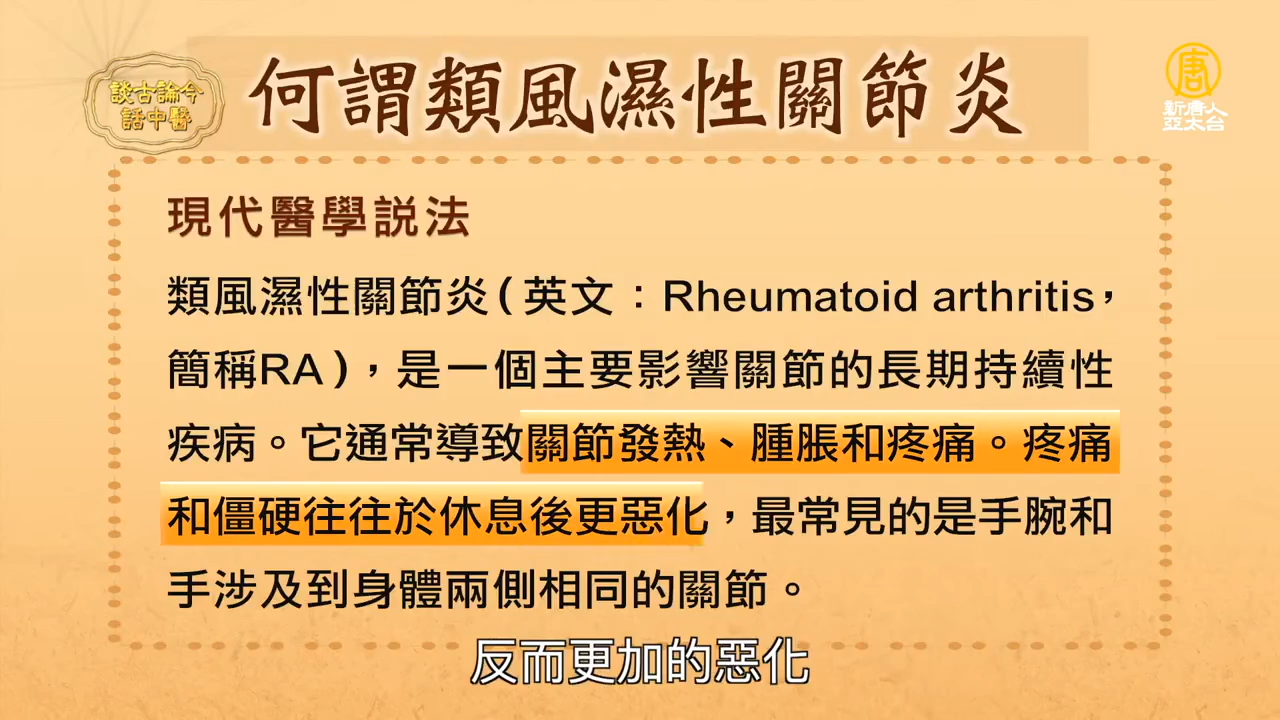 談古論今
話中醫
何謂類風濕性關節炎
新唐人
亞太台
現代醫學説法
類風濕性關節炎（英文：Rheumatoid arthritis，
簡稱RA），是一個主要影響關節的長期持續性
疾病。它通常導致關節發熱、腫脹和疼痛。疼痛
和僵硬往往於休息後更惡化，最常見的是手腕和
手涉及到身體兩側相同的關節。
反而更加的惡化